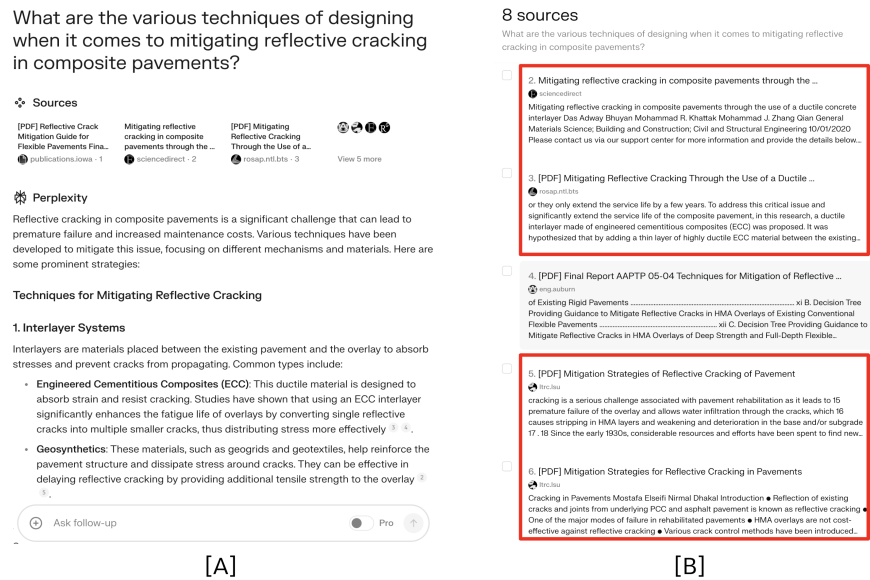 What are the various techniques of designing
when it comes to mitigating reflective cracking
in composite pavements?
Sources
[PDF] Reflective Crack
Mitigation Guide for
Flexible Pavements Fina...
publications.iowa · 1
Mitigating reflective
cracking in composite
pavements through the ...
sciencedirect · 2
[PDF] Mitigating
Reflective Cracking
Through the Use of a...
rosap.ntl.bts · 3
View 5 more
Perplexity
Reflective cracking in composite pavements is a significant challenge that can lead to
premature failure and increased maintenance costs. Various techniques have been
developed to mitigate this issue, focusing on different mechanisms and materials. Here are
some prominent strategies:
Techniques for Mitigating Reflective Cracking
1. Interlayer Systems
Interlayers are materials placed between the existing pavement and the overlay to absorb
stresses and prevent cracks from propagating. Common types include:
• Engineered Cementitious Composites (ECC): This ductile material is designed to
absorb strain and resist cracking. Studies have shown that using an ECC interlayer
significantly enhances the fatigue life of overlays by converting single reflective
cracks into multiple smaller cracks, thus distributing stress more effectively
• Geosynthetics: These materials, such as geogrids and geotextiles, help reinforce the
pavement structure and dissipate stress around cracks. They can be effective in
delaying reflective cracking by providing additional tensile strength to the overlay 2
5 .
Ask follow-up
Pro
[A]
8 sources
What are the various techniques of designing when it comes to mitigating reflective
cracking in composite pavements?
2. Mitigating reflective cracking in composite pavements through the ...
sciencedirect
Mitigating reflective cracking in composite pavements through the use of a ductile concrete
interlayer Das Adway Bhuyan Mohammad R. Khattak Mohammad J. Zhang Qian General
Materials Science; Building and Construction; Civil and Structural Engineering 10/01/2020
Please contact us via our support center for more information and provide the details below...
3. [PDF] Mitigating Reflective Cracking Through the Use of a Ductile ...
rosap.ntl.bts
or they only extend the service life by a few years. To address this critical issue and
significantly extend the service life of the composite pavement, in this research, a ductile
interlayer made of engineered cementitious composites (ECC) was proposed. It was
hypothesized that by adding a thin layer of highly ductile ECC material between the existing...
4. [PDF] Final Report AAPTP 05-04 Techniques for Mitigation of Reflective ...
eng.auburn
of Existing Rigid Pavements ........................................................................ xi B. Decision Tree
Providing Guidance to Mitigate Reflective Cracks in HMA Overlays of Existing Conventional
Flexible Pavements .................................................... xii C. Decision Tree Providing Guidance to
Mitigate Reflective Cracks in HMA Overlays of Deep Strength and Full-Depth Flexible...
5. [PDF] Mitigation Strategies of Reflective Cracking of Pavement
ltrc.lsu
cracking is a serious challenge associated with pavement rehabilitation as it leads to 15
premature failure of the overlay and allows water infiltration through the cracks, which 16
causes stripping in HMA layers and weakening and deterioration in the base and/or subgrade
17 . 18 Since the early 1930s, considerable resources and efforts have been spent to find new...
6. [PDF] Mitigation Strategies for Reflective Cracking in Pavements
ltrc.lsu
Cracking in Pavements Mostafa Elseifi Nirmal Dhakal Introduction ● Reflection of existing
cracks and joints from underlying PCC and asphalt pavement is known as reflective cracking ●
One of the major modes of failure in rehabilitated pavements ● HMA overlays are not cost-
effective against reflective cracking ● Various crack control methods have been introduced...
[B]